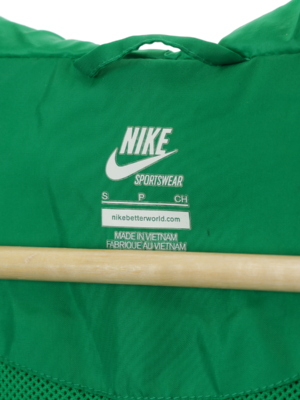 NIKE
SPORTSWEAR
S P CH
nikebetterworld.com
MADE IN VIETNAM
FABRIQUE AU VIETNAM